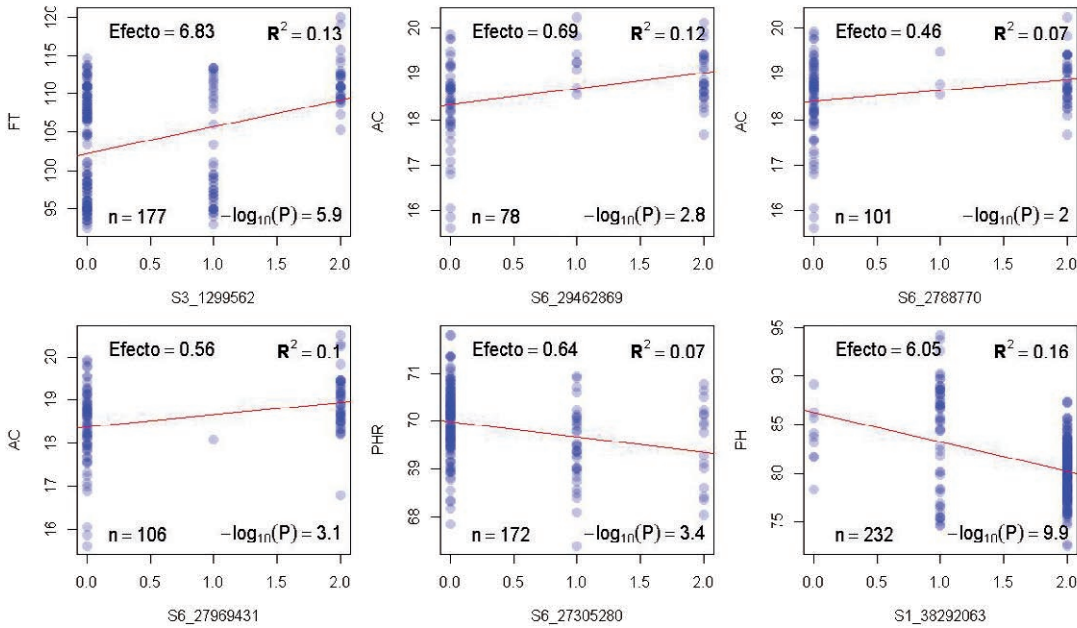 Efecto = 6.83 R² = 0.13
FT
95 100 105 110 115 120
n = 177 −log₁₀(P) = 5.9
0.0 0.5 1.0 1.5 2.0
S3_1299562
Efecto = 0.69 R² = 0.12
AC
16 17 18 19 20
n = 78 −log₁₀(P) = 2.8
0.0 0.5 1.0 1.5 2.0
S6_29462869
Efecto = 0.46 R² = 0.07
AC
16 17 18 19 20
n = 101 −log₁₀(P) = 2
0.0 0.5 1.0 1.5 2.0
S6_2788770
Efecto = 0.56 R² = 0.1
AC
16 17 18 19 20
n = 106 −log₁₀(P) = 3.1
0.0 0.5 1.0 1.5 2.0
S6_27969431
Efecto = 0.64 R² = 0.07
PHR
68 39 70 71
n = 172 −log₁₀(P) = 3.4
0.0 0.5 1.0 1.5 2.0
S6_27305280
Efecto = 6.05 R² = 0.16
PH
75 80 85 90 95
n = 232 −log₁₀(P) = 9.9
0.0 0.5 1.0 1.5 2.0
S1_38292063